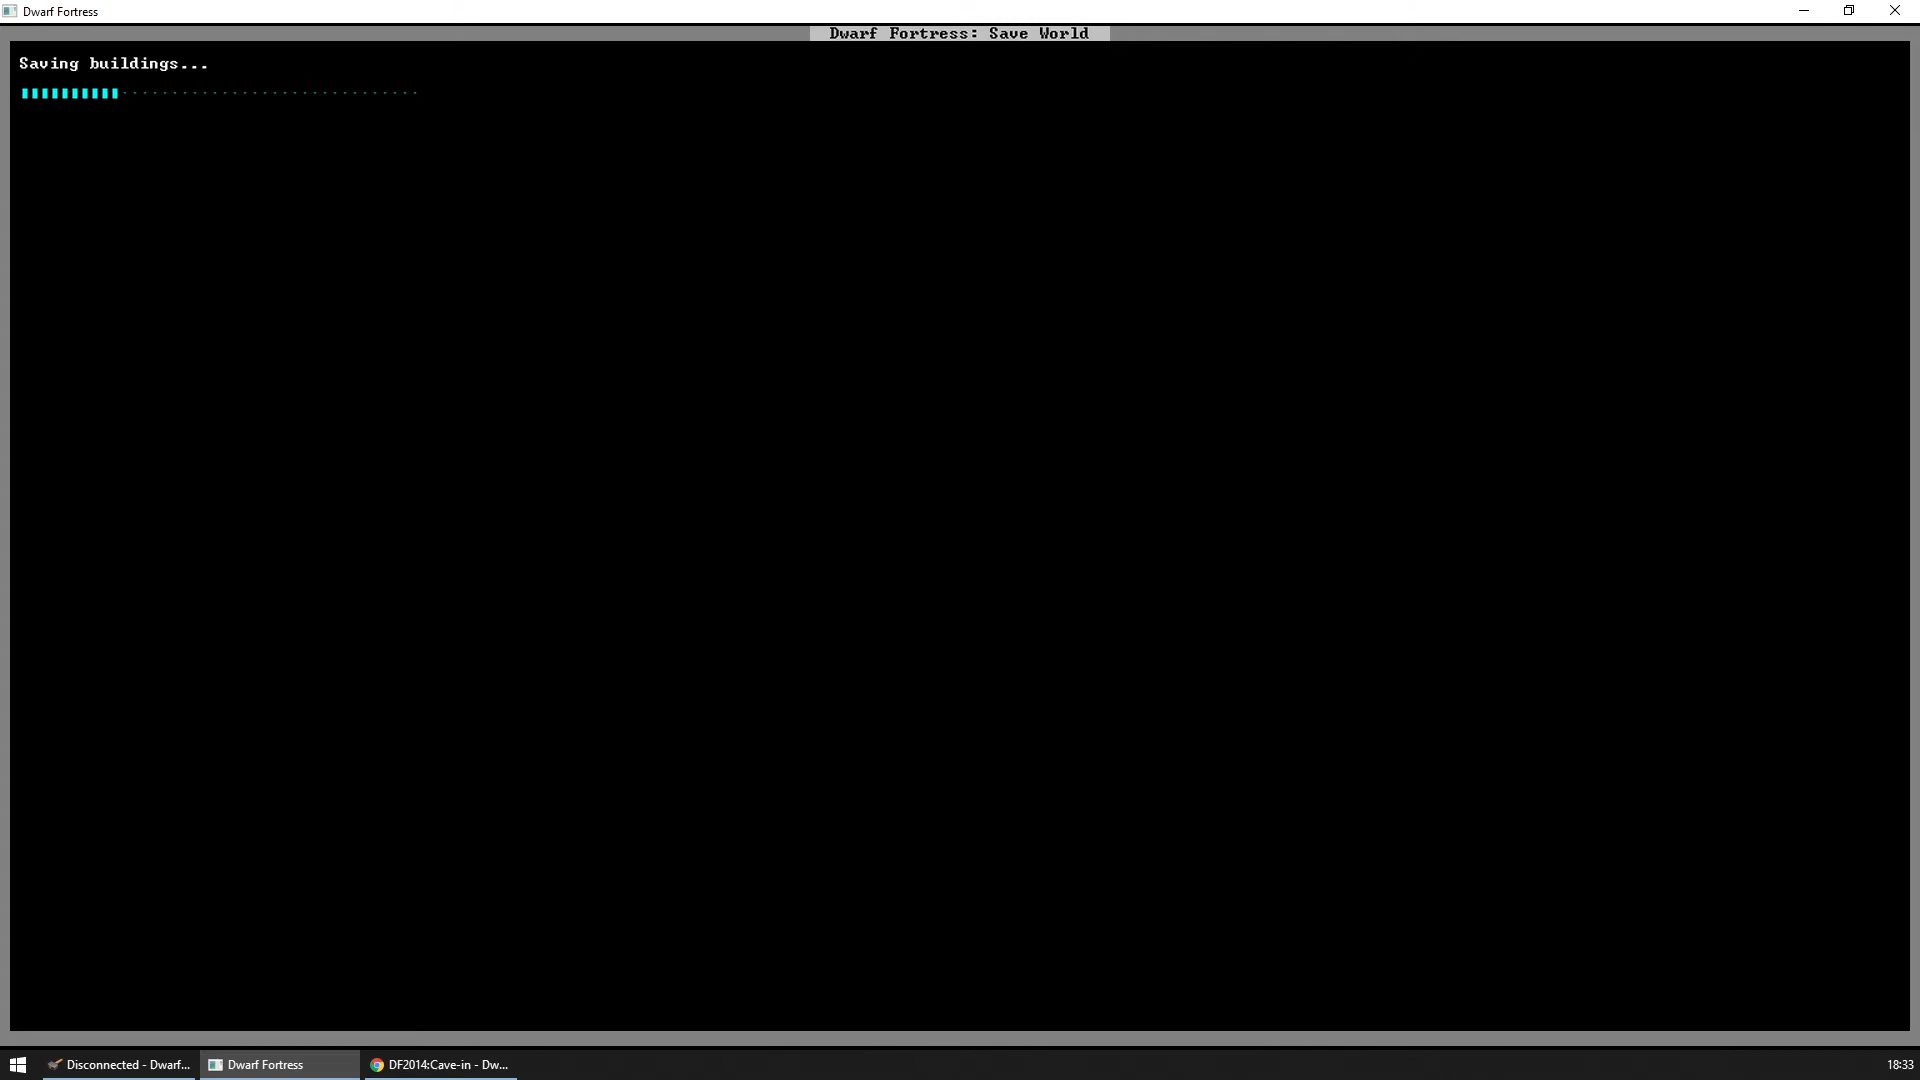 Dwarf Fortress
Dwarf Fortress: Save World
Saving buildings...
Disconnected - Dwarf...
Dwarf Fortress
DF2014:Cave-in - Dw...
18:33